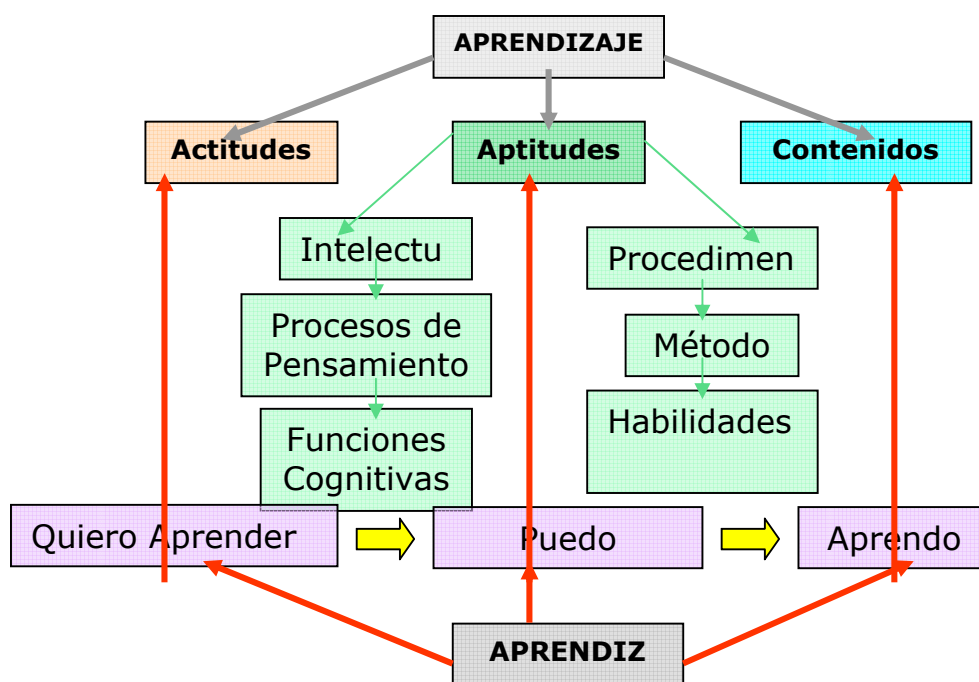 APRENDIZAJE
Actitudes
Aptitudes
Contenidos
Intelectu
Procedimen
Procesos de
Pensamiento
Método
Funciones
Cognitivas
Habilidades
Quiero Aprender
Puedo
Aprendo
APRENDIZ